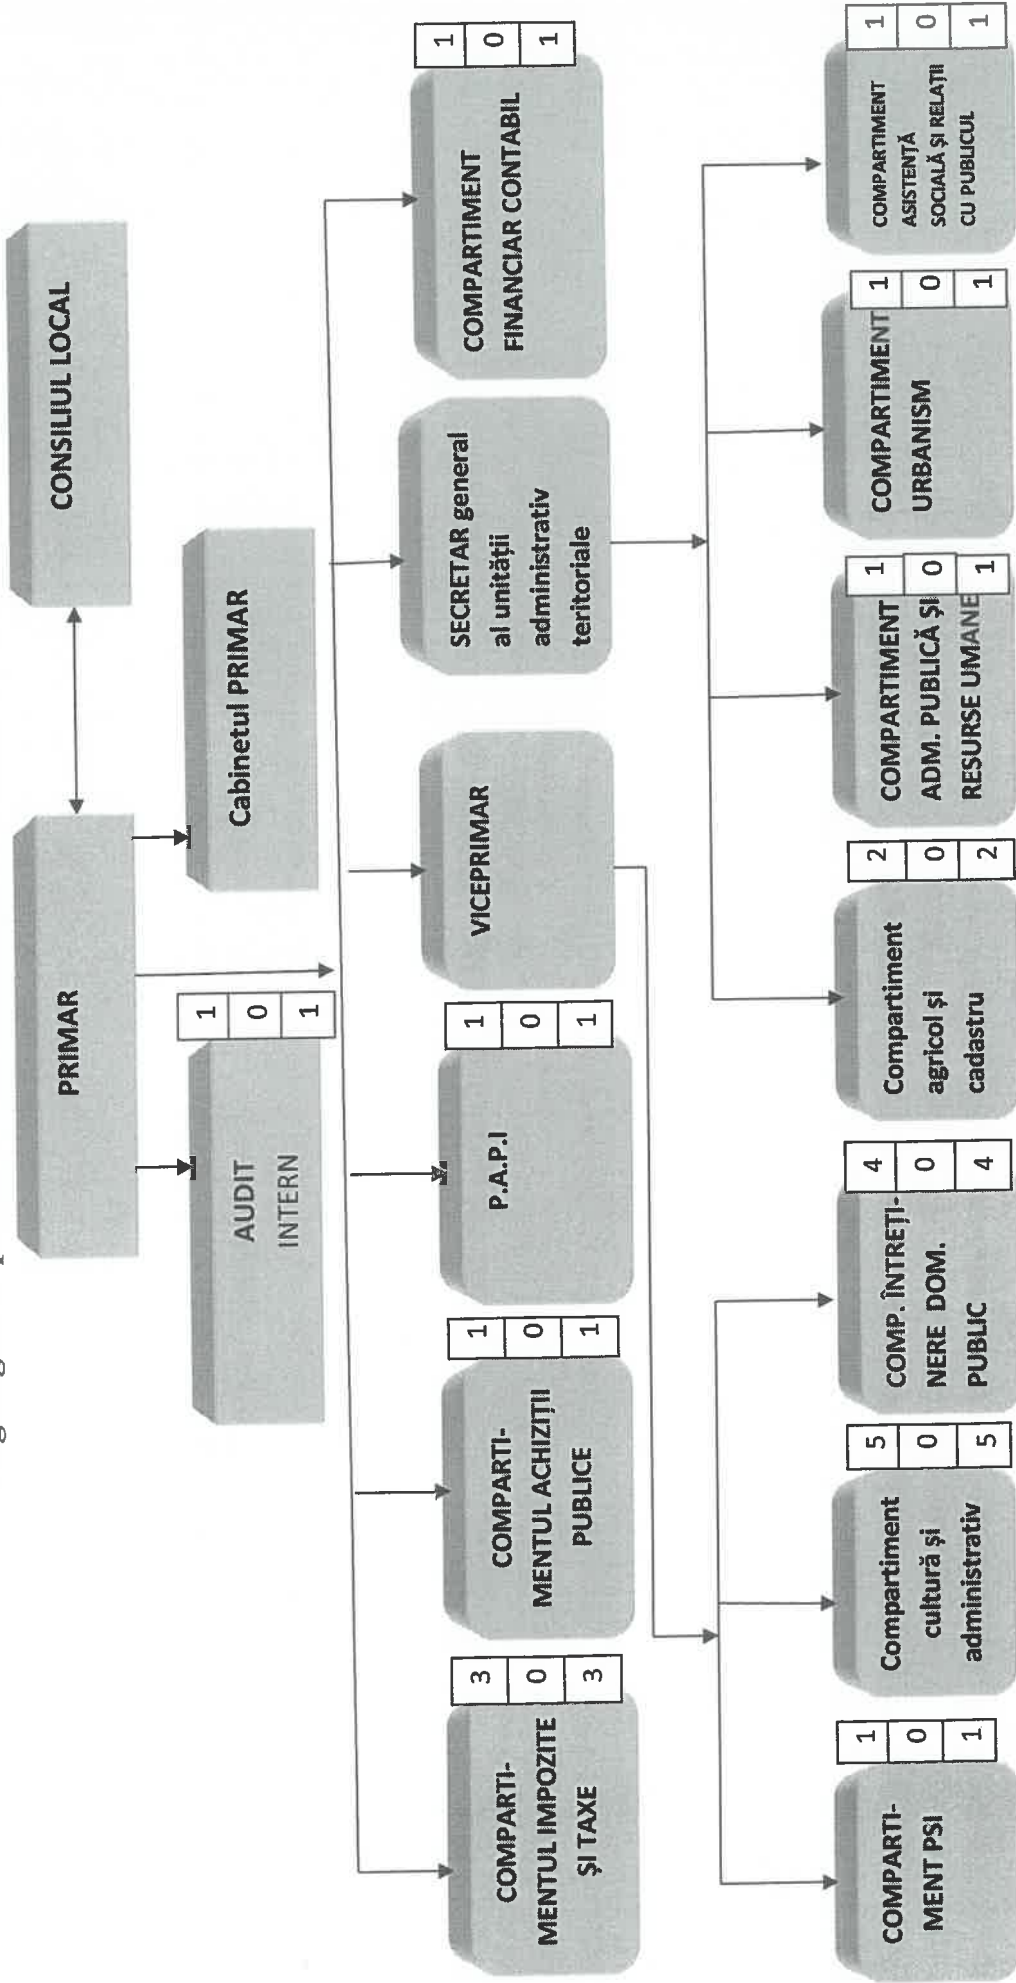 CONSILIUL LOCAL
PRIMAR
Cabinetul PRIMAR
AUDIT
INTERN
1
0
1
COMPARTI-
MENTUL IMPOZITE
ȘI TAXE
3
0
3
COMPARTI-
MENTUL ACHIZIȚII
PUBLICE
1
0
1
P.A.P.I
1
0
1
VICEPRIMAR
SECRETAR general
al unității
administrativ
teritoriale
COMPARTIMENT
FINANCIAR CONTABIL
1
0
1
COMPARTI-
MENT PSI
1
0
1
Compartiment
cultură și
administrativ
5
0
5
COMP. ÎNTREȚI-
NERE DOM.
PUBLIC
4
0
4
Compartiment
agricol și
cadastru
2
0
2
COMPARTIMENT
ADM. PUBLICĂ ȘI
RESURSE UMANE
1
0
1
COMPARTIMENT
URBANISM
1
0
1
COMPARTIMENT
ASISTENȚĂ
SOCIALĂ ȘI RELAȚII
CU PUBLICUL
1
0
1